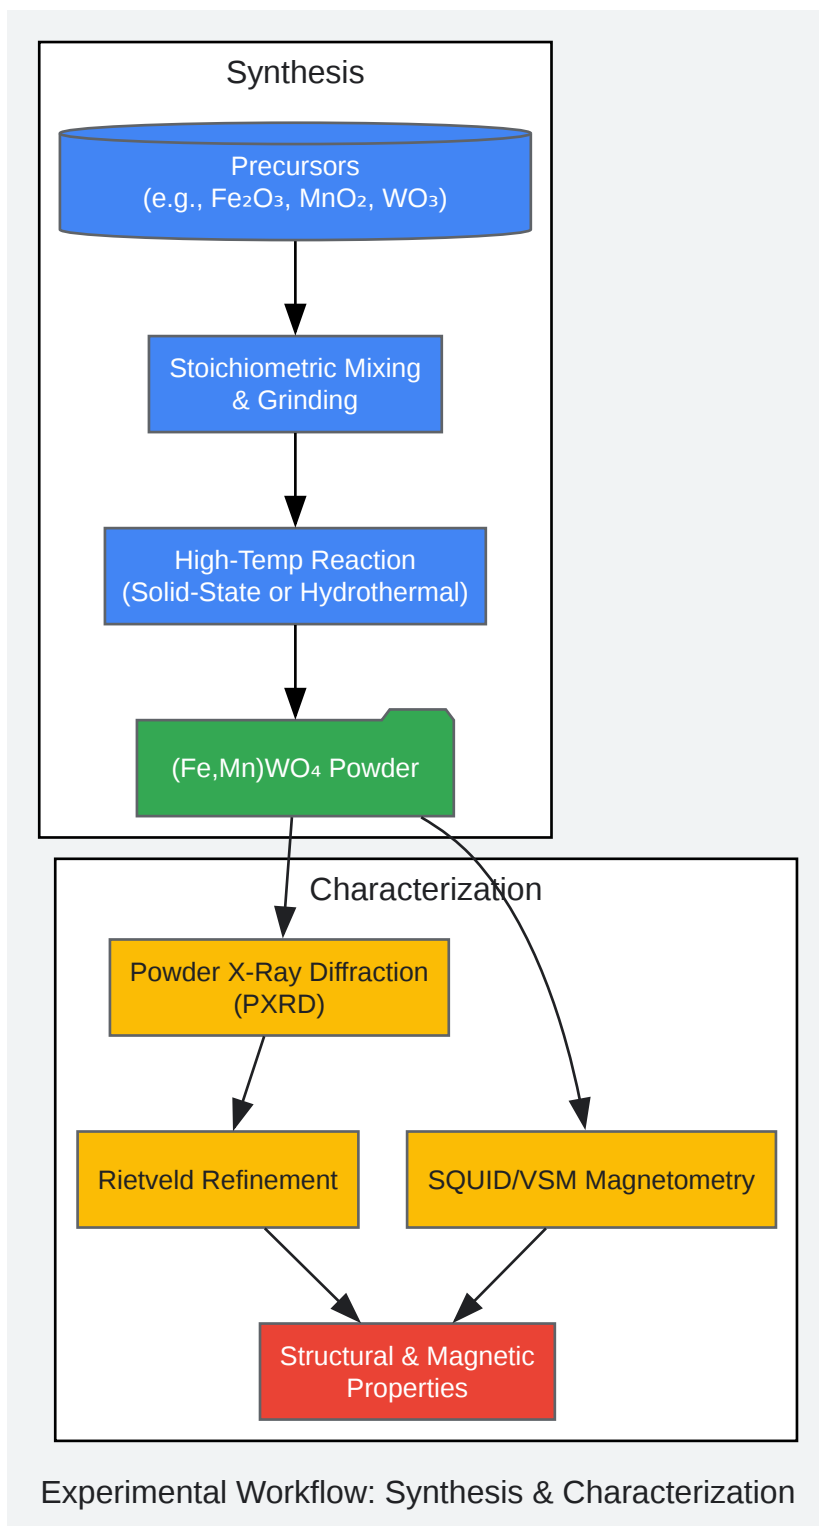 Synthesis
Precursors
(e.g., Fe₂O₃, MnO₂, WO₃)
Stoichiometric Mixing
& Grinding
High-Temp Reaction
(Solid-State or Hydrothermal)
(Fe,Mn)WO₄ Powder
Characterization
Powder X-Ray Diffraction
(PXRD)
Rietveld Refinement
SQUID/VSM Magnetometry
Structural & Magnetic
Properties
Experimental Workflow: Synthesis & Characterization